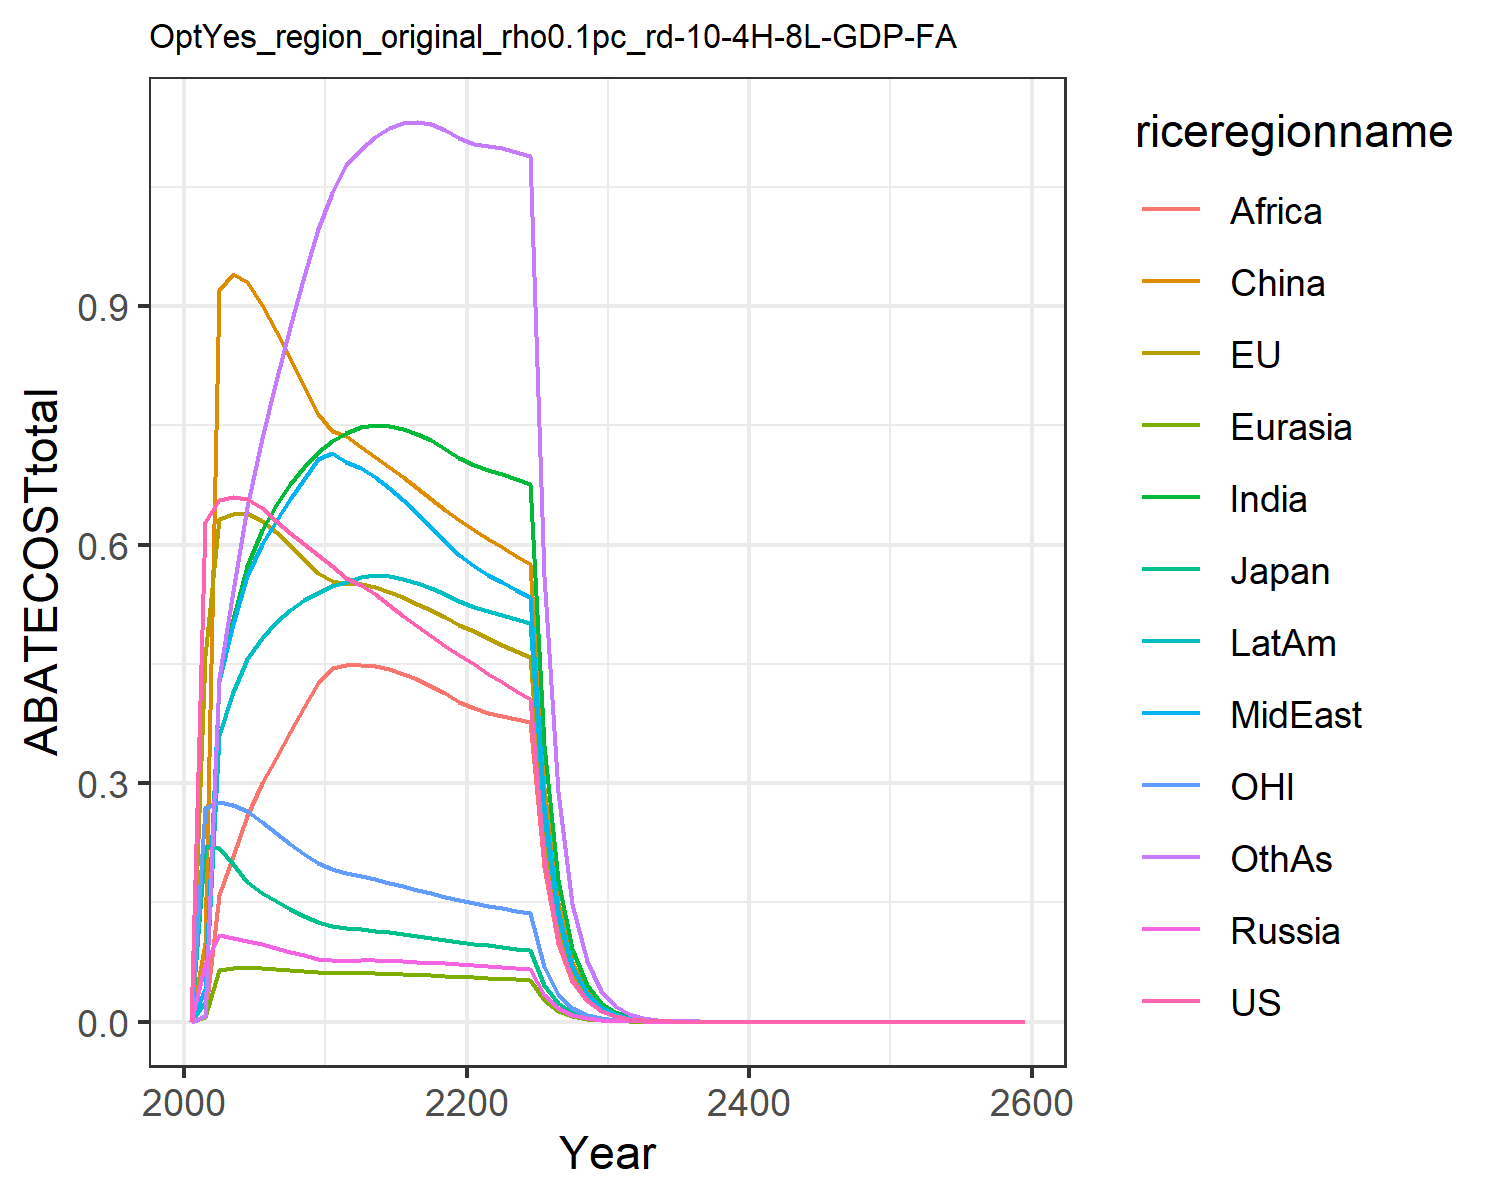 OptYes_region_original_rho0.1pc_rd-10-4H-8L-GDP-FA
ABATECOSTtotal
0.9
0.6
0.3
0.0
2000
2200
2400
2600
Year
riceregionname
Africa
China
EU
Eurasia
India
Japan
LatAm
MidEast
OHI
OthAs
Russia
US